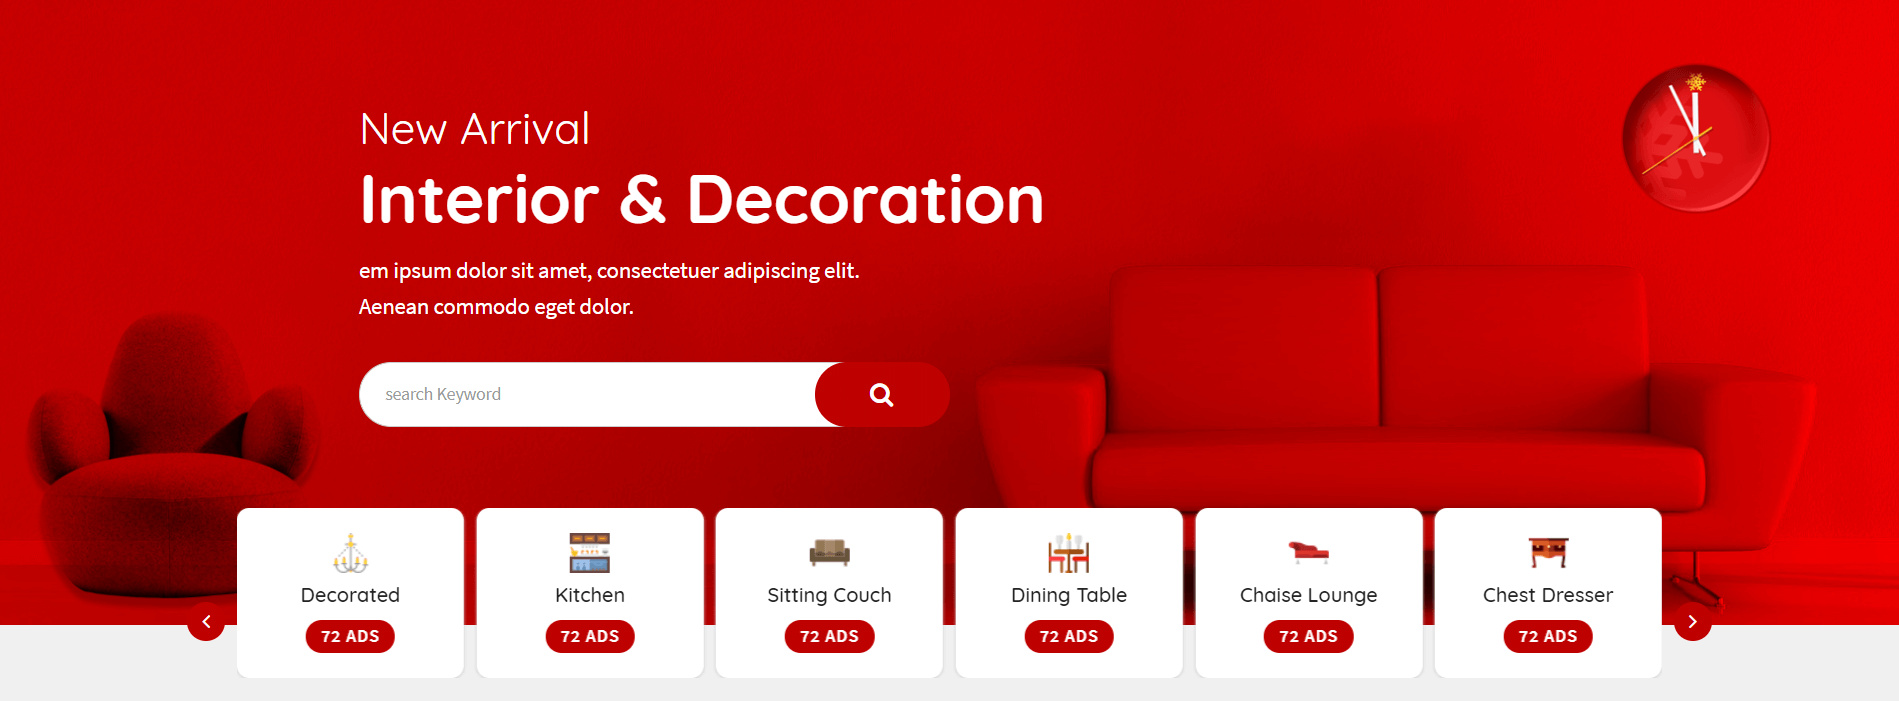 New Arrival
Interior & Decoration
em ipsum dolor sit amet, consectetuer adipiscing elit.
Aenean commodo eget dolor.
search Keyword
Decorated
72 ADS
Kitchen
72 ADS
Sitting Couch
72 ADS
Dining Table
72 ADS
Chaise Lounge
72 ADS
Chest Dresser
72 ADS